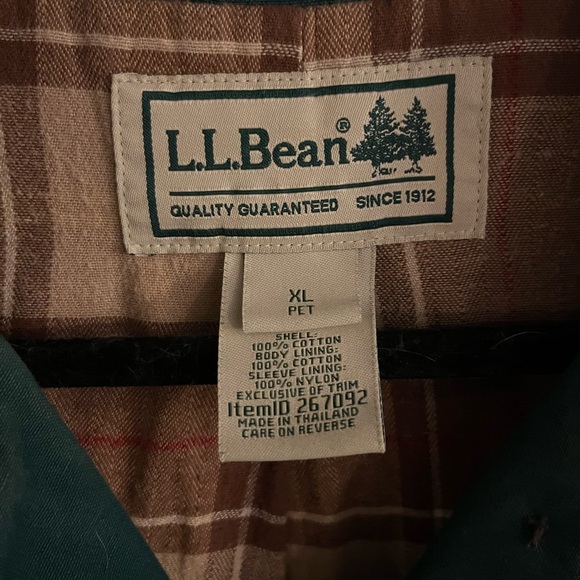 L.L.Bean®
QUALITY GUARANTEED SINCE 1912
XL
PET
SHELL:
100% COTTON
BODY LINING:
100% COTTON
SLEEVE LINING:
100% NYLON
EXCLUSIVE OF TRIM
ItemID 267092
MADE IN THAILAND
CARE ON REVERSE